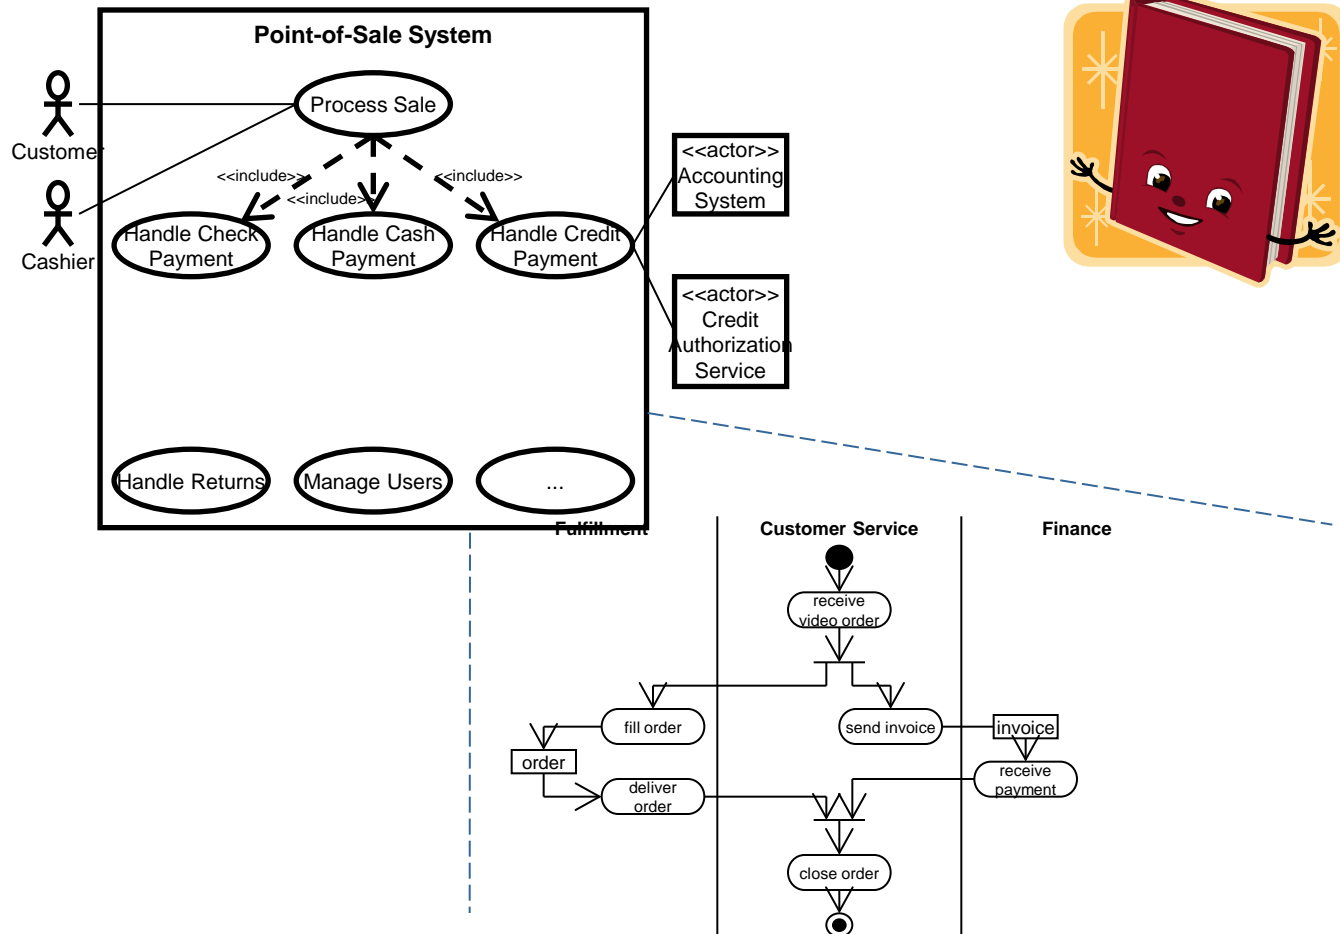 Point-of-Sale System
Process Sale
Customer
<<include>>
<<include>>
<<include>>
Cashier
Handle Check
Payment
Handle Cash
Payment
Handle Credit
Payment
<<actor>>
Accounting
System
<<actor>>
Credit
Authorization
Service
Handle Returns
Manage Users
...
Fulfillment
Customer Service
Finance
receive
video order
fill order
send invoice
invoice
order
receive
payment
deliver
order
close order